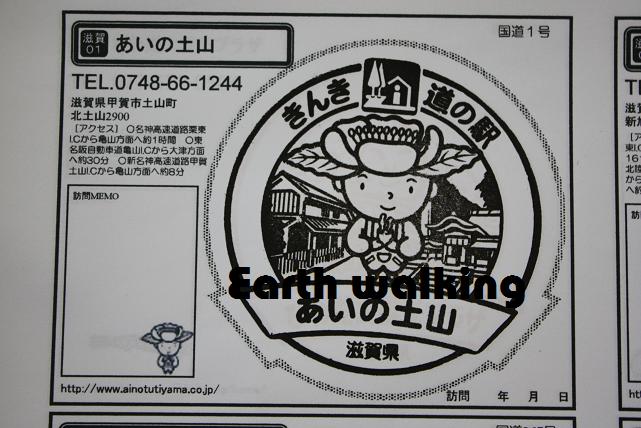 滋賀
01
あいの土山
国道1号
TEL.0748-66-1244
滋賀県甲賀市土山町
北土山2900
［アクセス］ ○名神高速道路栗東
I.Cから亀山方面へ約1時間 ○東
名阪自動車道亀山I.Cから大津方面
へ約30分 ○新名神高速道路甲賀
土山I.Cから亀山方面へ約8分
訪問MEMO
きんき 道の駅
Earth walking
あいの土山
滋賀県
http://www.ainotutiyama.co.jp/
訪問 年 月 日